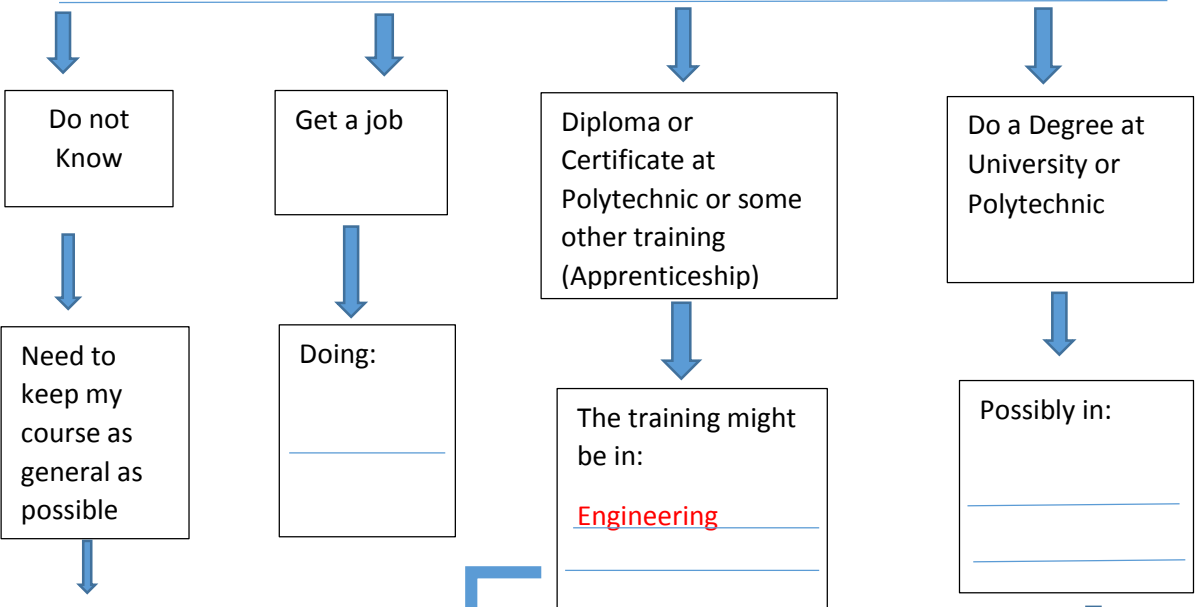 Do not
Know
Get a job
Diploma or
Certificate at
Polytechnic or some
other training
(Apprenticeship)
Do a Degree at
University or
Polytechnic
Need to
keep my
course as
general as
possible
Doing:
The training might
be in:
Engineering
Possibly in: